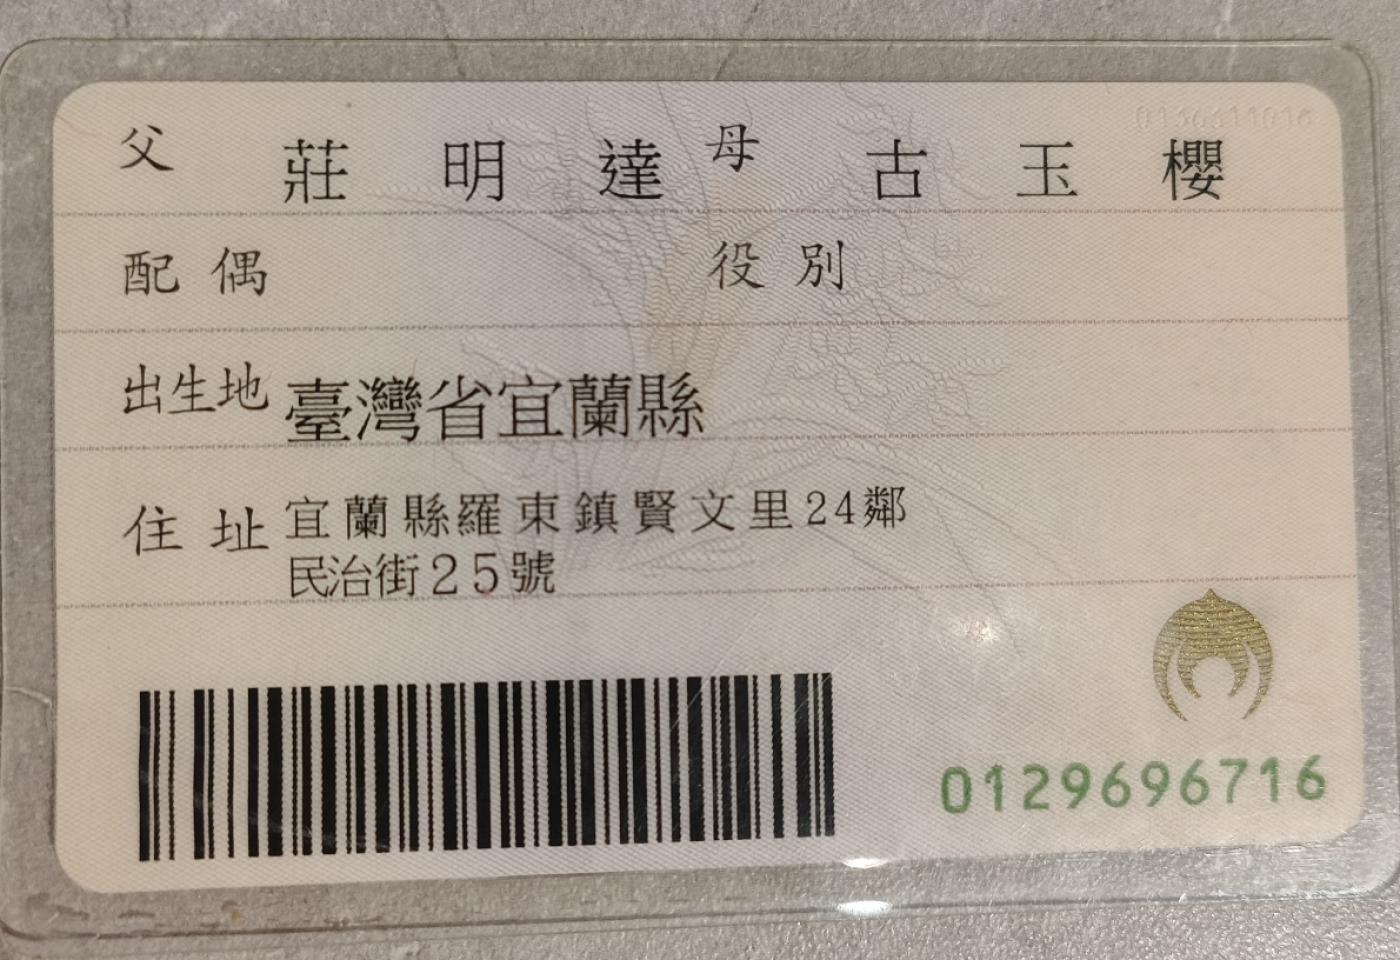 父 莊明達 母 古玉櫻
配偶 役別
出生地 臺灣省宜蘭縣
住址 宜蘭縣羅東鎮賢文里24鄰
民治街25號
0129696716